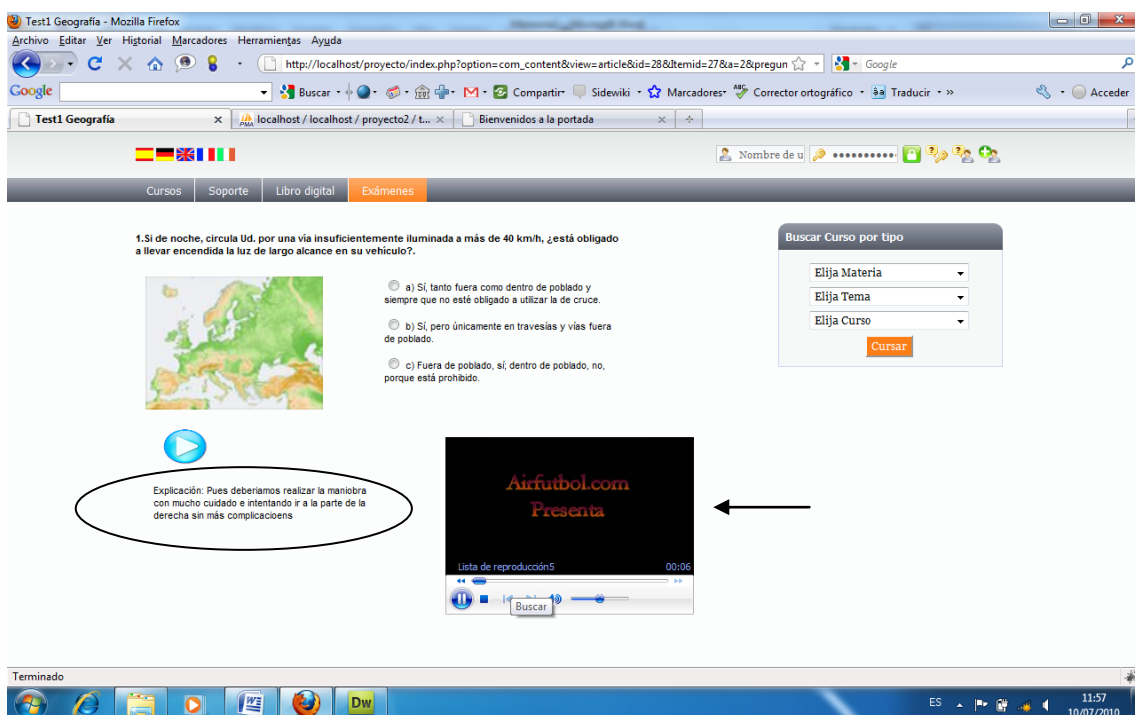 Test1 Geografía - Mozilla Firefox
Archivo Editar Ver Historial Marcadores Herramientas Ayuda
http://localhost/proyecto/index.php?option=com_content&view=article&id=28&Itemid=27&a=2&pregun
Google
Google Buscar Compartir Sidewiki Marcadores Corrector ortográfico Traducir » Acceder
Test1 Geografía localhost / localhost / proyecto2 / t... Bienvenidos a la portada
Nombre de u
Cursos Soporte Libro digital Exámenes
1.Si de noche, circula Ud. por una vía insuficientemente iluminada a más de 40 km/h, ¿está obligado
a llevar encendida la luz de largo alcance en su vehículo?.
a) Sí, tanto fuera como dentro de poblado y
siempre que no esté obligado a utilizar la de cruce.
b) Sí, pero únicamente en travesías y vías fuera
de poblado.
c) Fuera de poblado, sí; dentro de poblado, no,
porque está prohibido.
Buscar Curso por tipo
Elija Materia
Elija Tema
Elija Curso
Cursar
Explicación: Pues deberiamos realizar la maniobra
con mucho cuidado e intentando ir a la parte de la
derecha sin más complicacioens
Airfutbol.com
Presenta
Lista de reproducción5 00:06
Buscar
Terminado
Dw
ES
11:57
10/07/2010